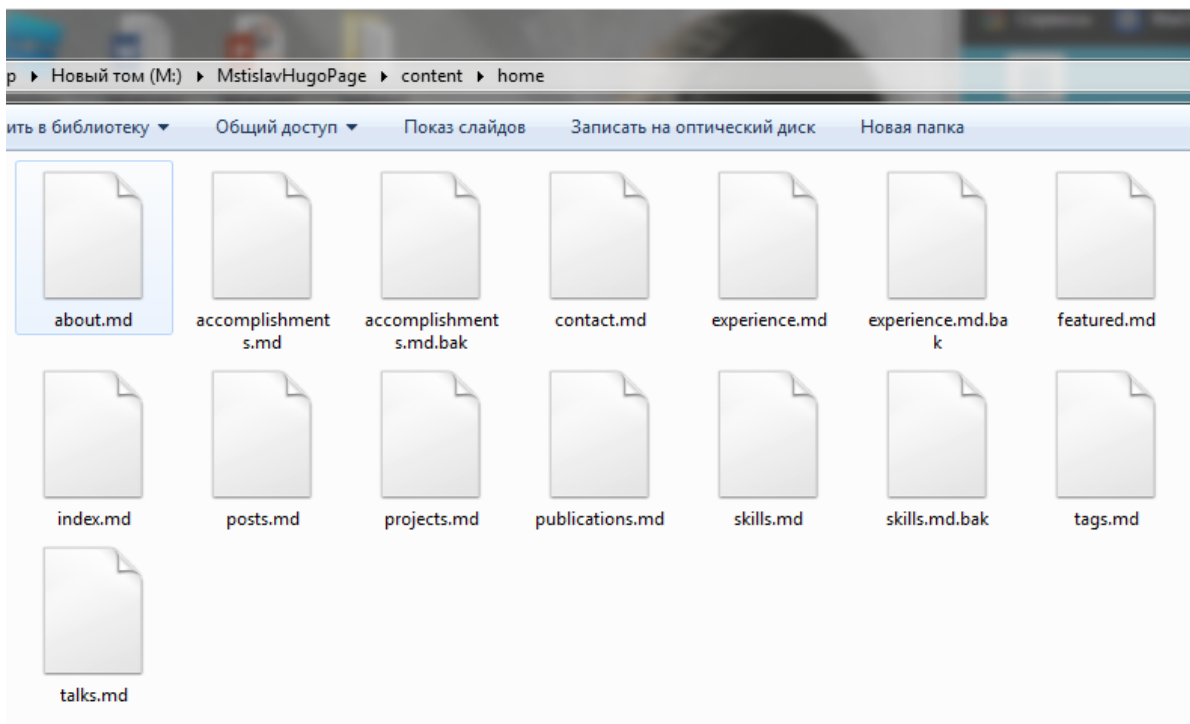 р ▸ Новый том (M:) ▸ MstislavHugoPage ▸ content ▸ home
ить в библиотеку ▼ Общий доступ ▼ Показ слайдов Записать на оптический диск Новая папка
about.md
accomplishment
s.md
accomplishment
s.md.bak
contact.md
experience.md
experience.md.ba
k
featured.md
index.md
posts.md
projects.md
publications.md
skills.md
skills.md.bak
tags.md
talks.md